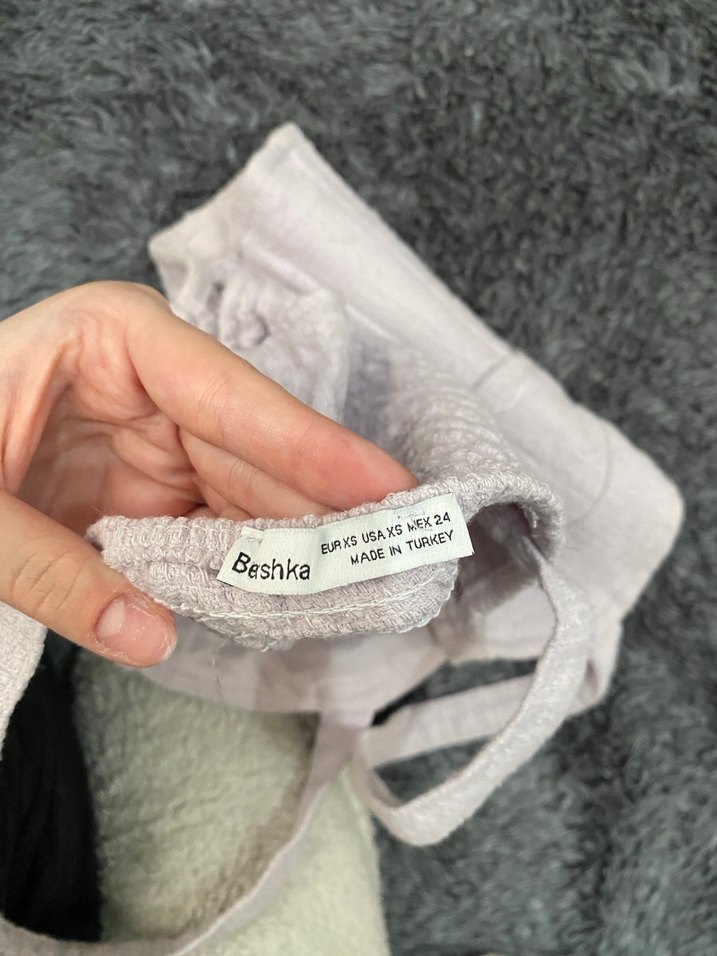 Bershka
EUR XS USA XS MEX 24
MADE IN TURKEY